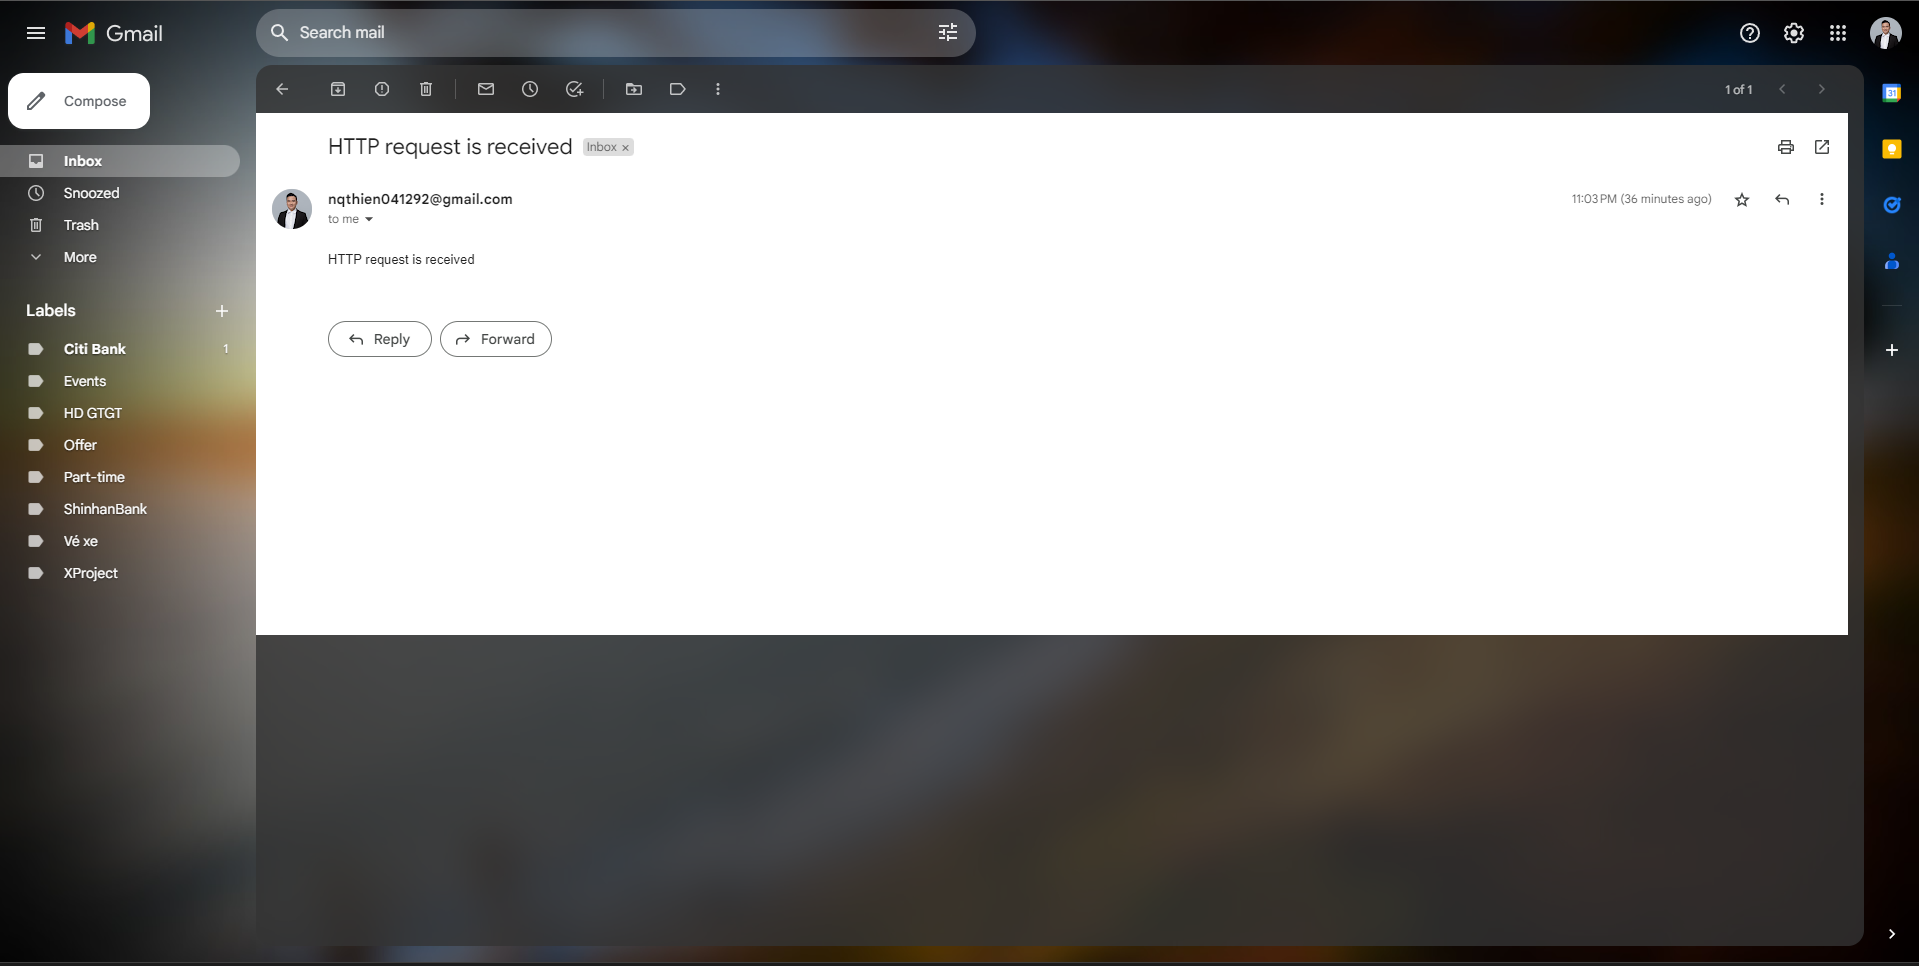 Gmail
Search mail
Compose
1 of 1
HTTP request is received Inbox ×
Inbox
Snoozed
Trash
More
nqthien041292@gmail.com
11:03 PM (36 minutes ago)
to me
HTTP request is received
Reply
Forward
Labels
Citi Bank 1
Events
HD GTGT
Offer
Part-time
ShinhanBank
Vé xe
XProject
31